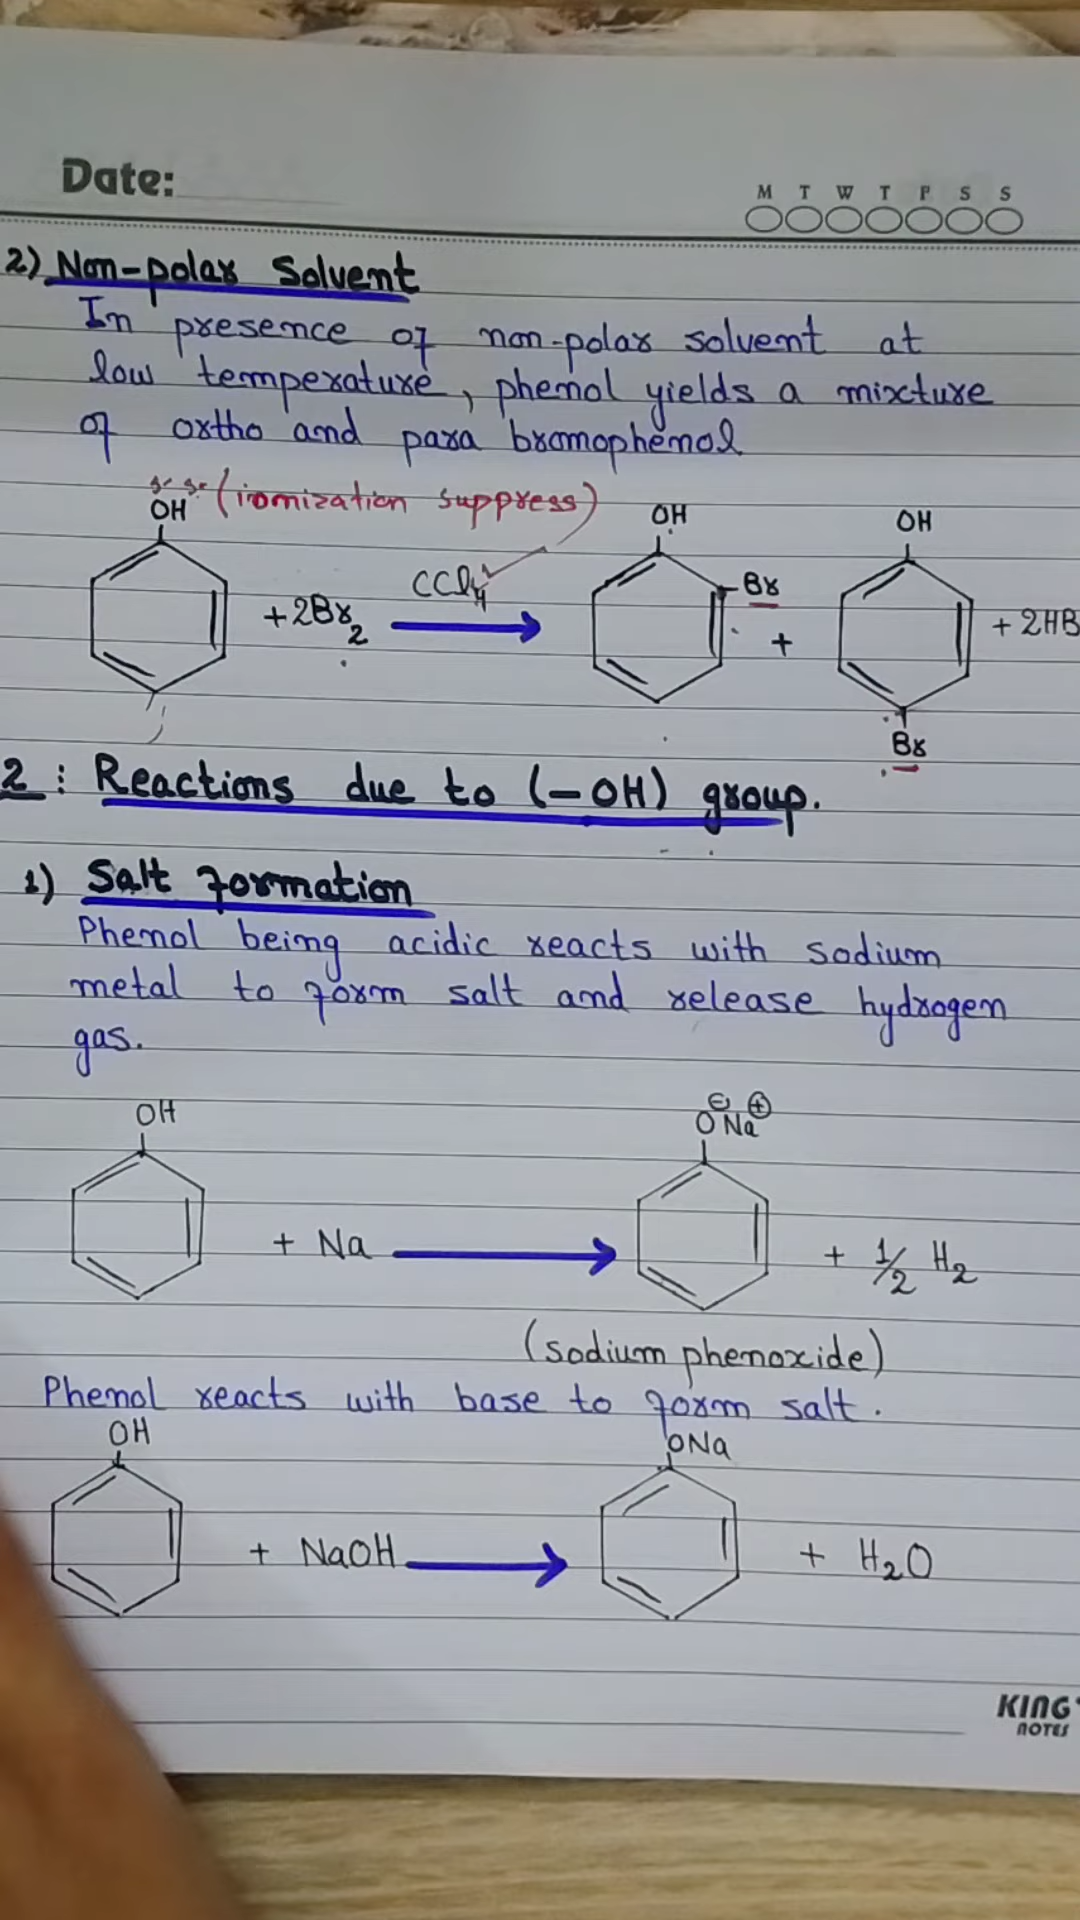 Date:
M T W T F S S
2) Non-polar Solvent
In presence of non-polar solvent at
low temperature, phenol yields a mixture
of ortho and para bromophenol
(ionization suppress)
OH OH OH
+2Br2 CCl4 Br + + 2HB
Br
2: Reactions due to (-OH) group.
1) Salt formation
Phenol being acidic reacts with sodium
metal to form salt and release hydrogen
gas.
OH O⊖Na⊕
+ Na + 1/2 H2
(sodium phenoxide)
Phenol reacts with base to form salt.
OH ONa
+ NaOH + H2O
KING
NOTES